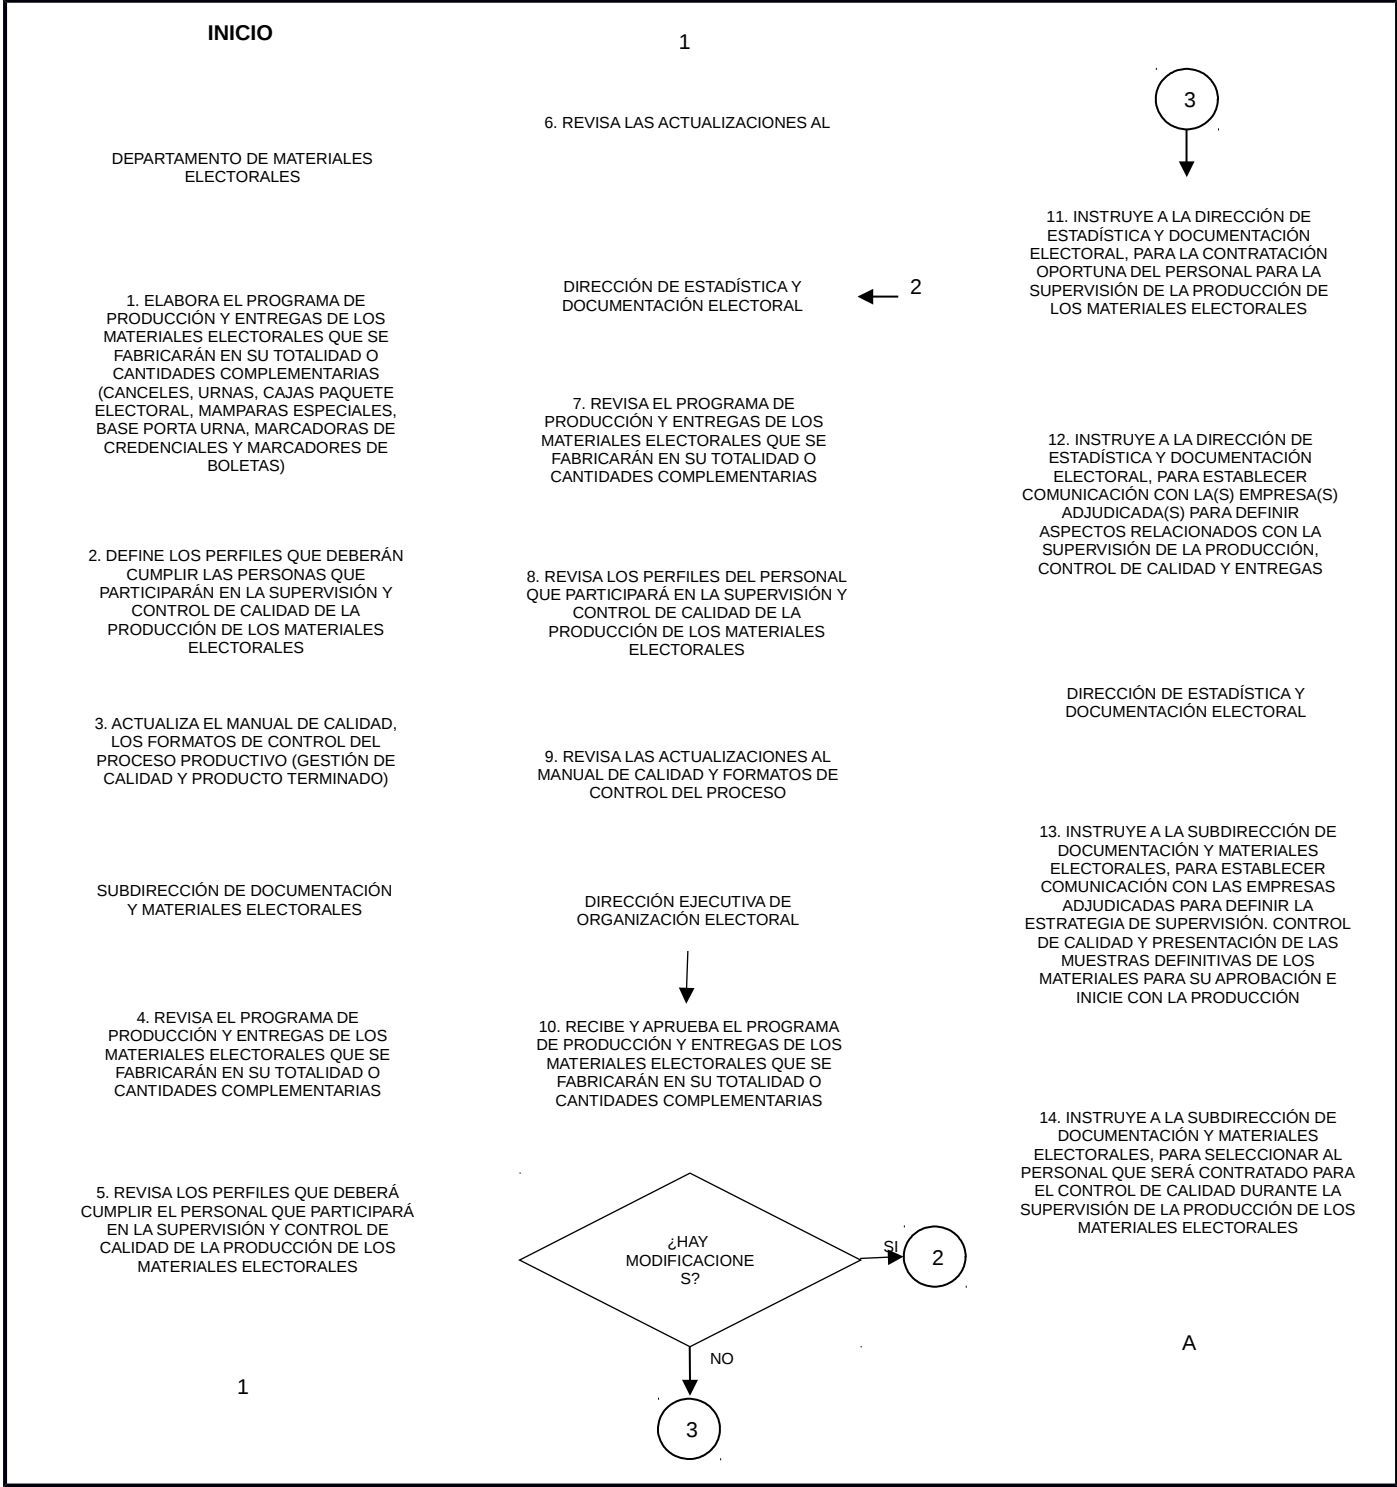 INICIO
DEPARTAMENTO DE MATERIALES
ELECTORALES
1. ELABORA EL PROGRAMA DE
PRODUCCIÓN Y ENTREGAS DE LOS
MATERIALES ELECTORALES QUE SE
FABRICARÁN EN SU TOTALIDAD O
CANTIDADES COMPLEMENTARIAS
(CANCELES, URNAS, CAJAS PAQUETE
ELECTORAL, MAMPARAS ESPECIALES,
BASE PORTA URNA, MARCADORAS DE
CREDENCIALES Y MARCADORES DE
BOLETAS)
2. DEFINE LOS PERFILES QUE DEBERÁN
CUMPLIR LAS PERSONAS QUE
PARTICIPARÁN EN LA SUPERVISIÓN Y
CONTROL DE CALIDAD DE LA
PRODUCCIÓN DE LOS MATERIALES
ELECTORALES
3. ACTUALIZA EL MANUAL DE CALIDAD,
LOS FORMATOS DE CONTROL DEL
PROCESO PRODUCTIVO (GESTIÓN DE
CALIDAD Y PRODUCTO TERMINADO)
SUBDIRECCIÓN DE DOCUMENTACIÓN
Y MATERIALES ELECTORALES
4. REVISA EL PROGRAMA DE
PRODUCCIÓN Y ENTREGAS DE LOS
MATERIALES ELECTORALES QUE SE
FABRICARÁN EN SU TOTALIDAD O
CANTIDADES COMPLEMENTARIAS
5. REVISA LOS PERFILES QUE DEBERÁ
CUMPLIR EL PERSONAL QUE PARTICIPARÁ
EN LA SUPERVISIÓN Y CONTROL DE
CALIDAD DE LA PRODUCCIÓN DE LOS
MATERIALES ELECTORALES
1
1
6. REVISA LAS ACTUALIZACIONES AL
DIRECCIÓN DE ESTADÍSTICA Y
DOCUMENTACIÓN ELECTORAL
2
7. REVISA EL PROGRAMA DE
PRODUCCIÓN Y ENTREGAS DE LOS
MATERIALES ELECTORALES QUE SE
FABRICARÁN EN SU TOTALIDAD O
CANTIDADES COMPLEMENTARIAS
8. REVISA LOS PERFILES DEL PERSONAL
QUE PARTICIPARÁ EN LA SUPERVISIÓN Y
CONTROL DE CALIDAD DE LA
PRODUCCIÓN DE LOS MATERIALES
ELECTORALES
9. REVISA LAS ACTUALIZACIONES AL
MANUAL DE CALIDAD Y FORMATOS DE
CONTROL DEL PROCESO
DIRECCIÓN EJECUTIVA DE
ORGANIZACIÓN ELECTORAL
10. RECIBE Y APRUEBA EL PROGRAMA
DE PRODUCCIÓN Y ENTREGAS DE LOS
MATERIALES ELECTORALES QUE SE
FABRICARÁN EN SU TOTALIDAD O
CANTIDADES COMPLEMENTARIAS
¿HAY
MODIFICACIONE
S?
SI
2
NO
3
3
11. INSTRUYE A LA DIRECCIÓN DE
ESTADÍSTICA Y DOCUMENTACIÓN
ELECTORAL, PARA LA CONTRATACIÓN
OPORTUNA DEL PERSONAL PARA LA
SUPERVISIÓN DE LA PRODUCCIÓN DE
LOS MATERIALES ELECTORALES
12. INSTRUYE A LA DIRECCIÓN DE
ESTADÍSTICA Y DOCUMENTACIÓN
ELECTORAL, PARA ESTABLECER
COMUNICACIÓN CON LA(S) EMPRESA(S)
ADJUDICADA(S) PARA DEFINIR
ASPECTOS RELACIONADOS CON LA
SUPERVISIÓN DE LA PRODUCCIÓN,
CONTROL DE CALIDAD Y ENTREGAS
DIRECCIÓN DE ESTADÍSTICA Y
DOCUMENTACIÓN ELECTORAL
13. INSTRUYE A LA SUBDIRECCIÓN DE
DOCUMENTACIÓN Y MATERIALES
ELECTORALES, PARA ESTABLECER
COMUNICACIÓN CON LAS EMPRESAS
ADJUDICADAS PARA DEFINIR LA
ESTRATEGIA DE SUPERVISIÓN. CONTROL
DE CALIDAD Y PRESENTACIÓN DE LAS
MUESTRAS DEFINITIVAS DE LOS
MATERIALES PARA SU APROBACIÓN E
INICIE CON LA PRODUCCIÓN
14. INSTRUYE A LA SUBDIRECCIÓN DE
DOCUMENTACIÓN Y MATERIALES
ELECTORALES, PARA SELECCIONAR AL
PERSONAL QUE SERÁ CONTRATADO PARA
EL CONTROL DE CALIDAD DURANTE LA
SUPERVISIÓN DE LA PRODUCCIÓN DE LOS
MATERIALES ELECTORALES
A